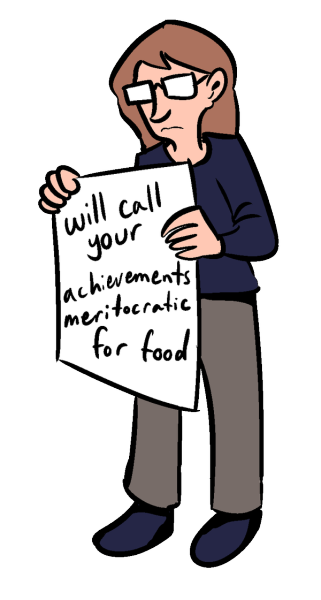 will call
your
achievements
meritocratic
for food